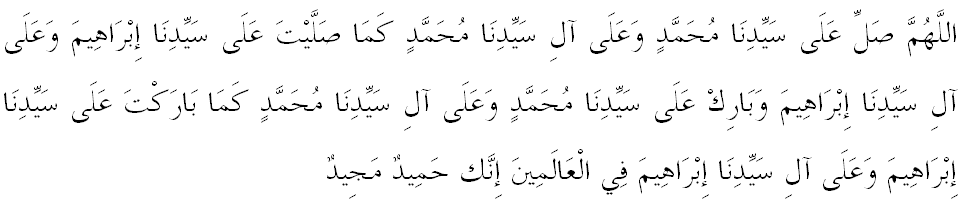 اللَّهُمَّ صَلِّ عَلَى سَيِّدِنَا مُحَمَّدٍ وَعَلَى آلِ سَيِّدِنَا مُحَمَّدٍ كَمَا صَلَّيْتَ عَلَى سَيِّدِنَا إِبْرَاهِيمَ وَعَلَى
آلِ سَيِّدِنَا إِبْرَاهِيمَ وَبَارِكْ عَلَى سَيِّدِنَا مُحَمَّدٍ وَعَلَى آلِ سَيِّدِنَا مُحَمَّدٍ كَمَا بَارَكْتَ عَلَى سَيِّدِنَا
إِبْرَاهِيمَ وَعَلَى آلِ سَيِّدِنَا إِبْرَاهِيمَ فِي الْعَالَمِينَ إِنَّك حَمِيدٌ مَجِيدٌ